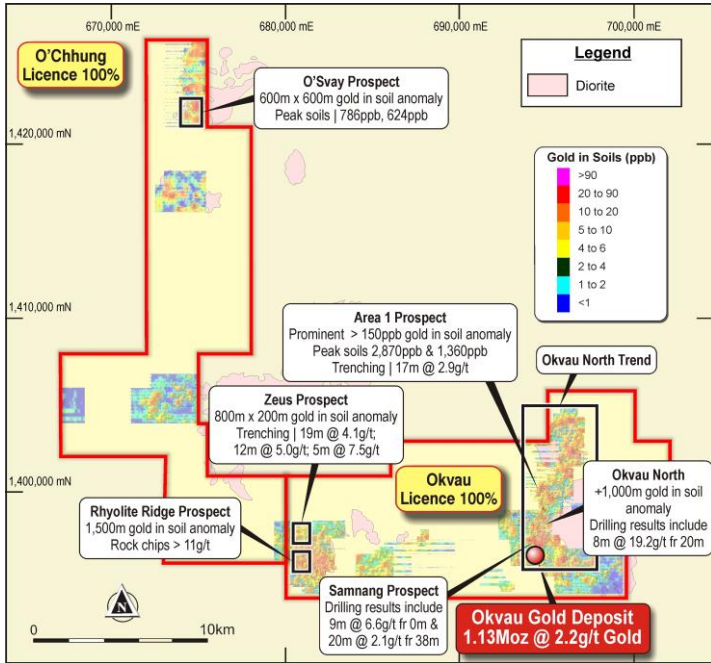 670,000 mE
680,000 mE
690,000 mE
700,000 mE
1,420,000 mN
1,410,000 mN
1,400,000 mN
O'Chhung
Licence 100%
O'Svay Prospect
600m x 600m gold in soil anomaly
Peak soils | 786ppb, 624ppb
Legend
Diorite
Gold in Soils (ppb)
>90
20 to 90
10 to 20
5 to 10
4 to 6
2 to 4
1 to 2
<1
Area 1 Prospect
Prominent > 150ppb gold in soil anomaly
Peak soils 2,870ppb & 1,360ppb
Trenching | 17m @ 2.9g/t
Okvau North Trend
Zeus Prospect
800m x 200m gold in soil anomaly
Trenching | 19m @ 4.1g/t;
12m @ 5.0g/t; 5m @ 7.5g/t
Okvau
Licence 100%
Okvau North
+1,000m gold in soil
anomaly
Drilling results include
8m @ 19.2g/t fr 20m
Rhyolite Ridge Prospect
1,500m gold in soil anomaly
Rock chips > 11g/t
Samnang Prospect
Drilling results include
9m @ 6.6g/t fr 0m &
20m @ 2.1g/t fr 38m
Okvau Gold Deposit
1.13Moz @ 2.2g/t Gold
N
0 10km